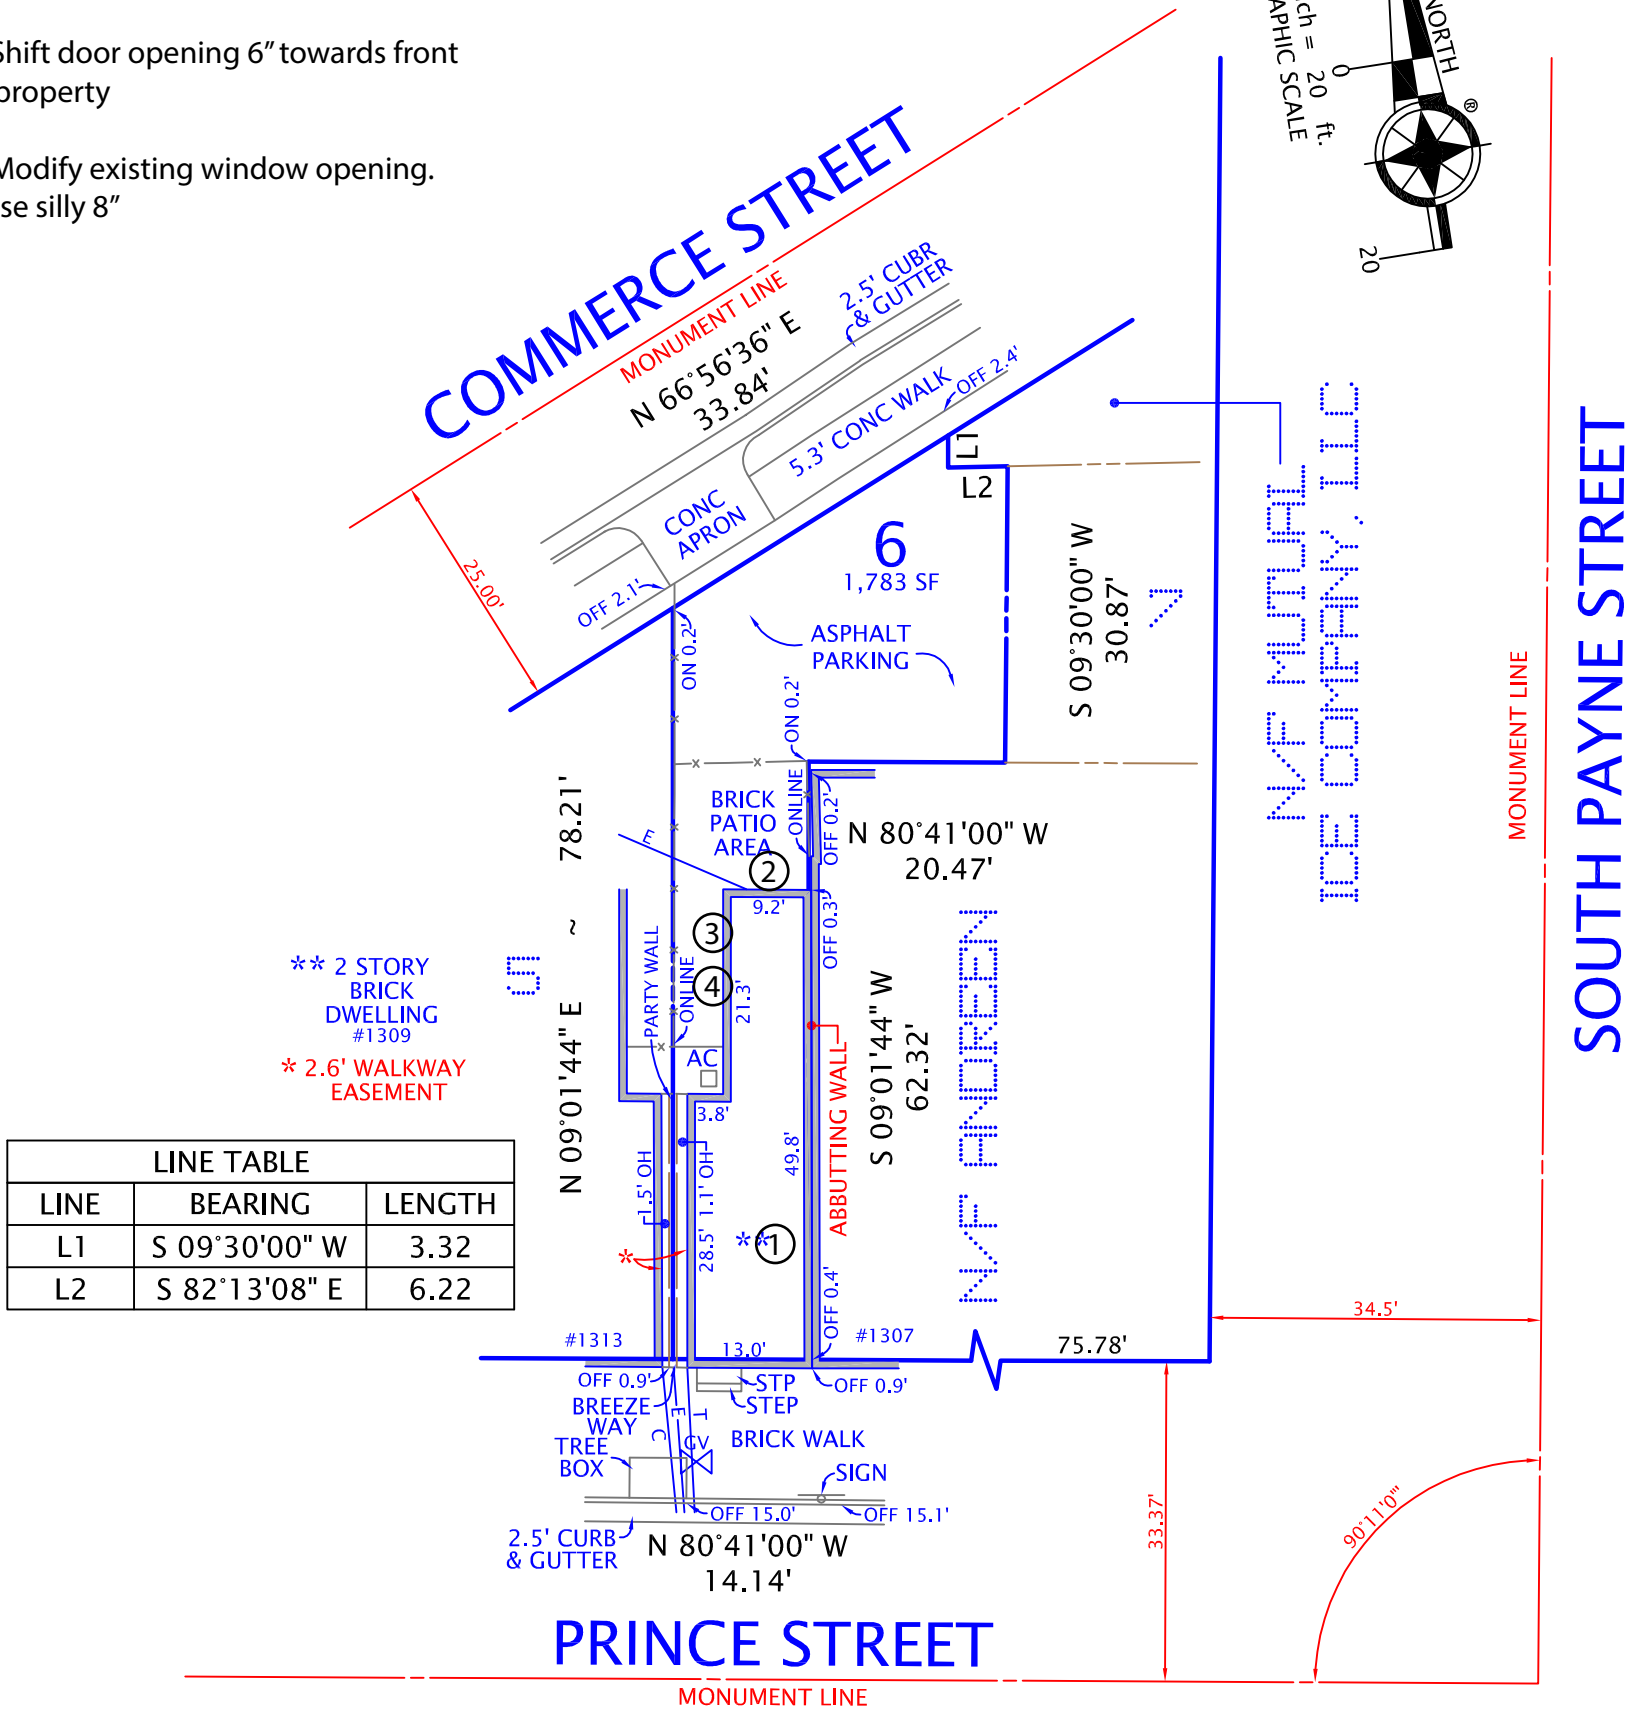 Shift door opening 6” towards front
property
Modify existing window opening.
se silly 8”
NORTH
®
ch = 20 ft.
APHIC SCALE
0
20
COMMERCE STREET
MONUMENT LINE
N 66°56'36" E
33.84'
2.5' CUBR
& GUTTER
5.3' CONC WALK
OFF 2.4'
CONC
APRON
OFF 2.1'
25.00'
L1
L2
6
1,783 SF
ASPHALT
PARKING
ON 0.2'
ON 0.2'
S 09°30'00" W
30.87'
7
N/F MUTUAL
ICE COMPANY, LLC
MONUMENT LINE
SOUTH PAYNE STREET
N 09°01'44" E ~ 78.21'
BRICK
PATIO
AREA
ONLINE
OFF 0.2'
N 80°41'00" W
20.47'
E
2
9.2'
OFF 0.3'
3
4
21.3'
PARTY WALL
ONLINE
5
** 2 STORY
BRICK
DWELLING
#1309
* 2.6' WALKWAY
EASEMENT
AC
3.8'
ABBUTTING WALL
S 09°01'44" W
62.32'
N/F ANDREEN
49.8'
1.5' OH
1.1' OH
28.5'
**
1
*
OFF 0.4'
LINE TABLE
LINE BEARING LENGTH
L1 S 09°30'00" W 3.32
L2 S 82°13'08" E 6.22
#1313
13.0'
#1307
75.78'
34.5'
OFF 0.9'
STP
STEP
OFF 0.9'
BREEZE
WAY
T
E
C
GV
BRICK WALK
TREE
BOX
SIGN
OFF 15.0'
OFF 15.1'
2.5' CURB
& GUTTER
N 80°41'00" W
14.14'
33.37'
90°11'0"
PRINCE STREET
MONUMENT LINE